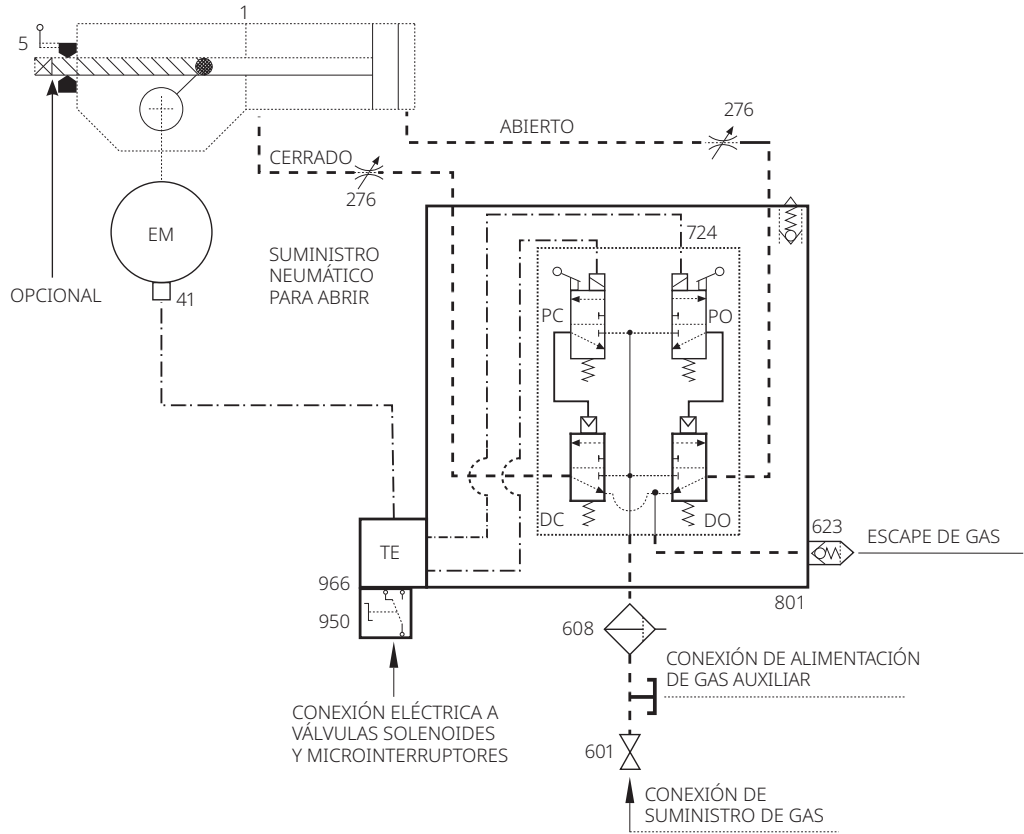 1
5
276
ABIERTO
CERRADO
276
EM
724
SUMINISTRO
NEUMÁTICO
PARA ABRIR
OPCIONAL
41
PC
PO
DC
DO
623
ESCAPE DE GAS
TE
966
950
801
608
CONEXIÓN DE ALIMENTACIÓN
DE GAS AUXILIAR
CONEXIÓN ELÉCTRICA A
VÁLVULAS SOLENOIDES
Y MICROINTERRUPTORES
601
CONEXIÓN DE
SUMINISTRO DE GAS